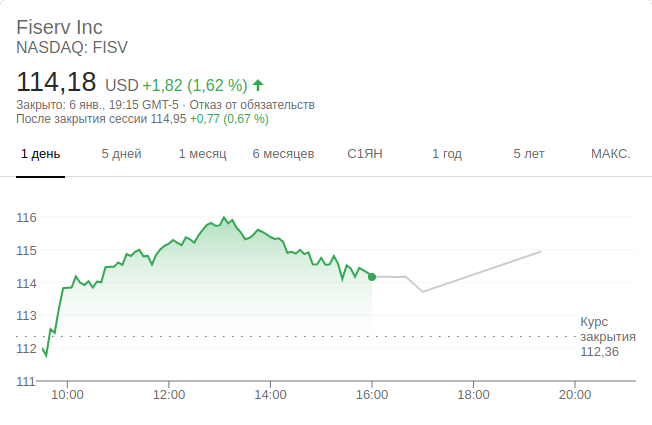 Fiserv Inc
NASDAQ: FISV
114,18 USD +1,82 (1,62 %)
Закрыто: 6 янв., 19:15 GMT-5 · Отказ от обязательств
После закрытия сессии 114,95 +0,77 (0,67 %)
1 день 5 дней 1 месяц 6 месяцев С1ЯН 1 год 5 лет МАКС.
116
115
114
113
112
111
Курс
закрытия
112,36
10:00 12:00 14:00 16:00 18:00 20:00